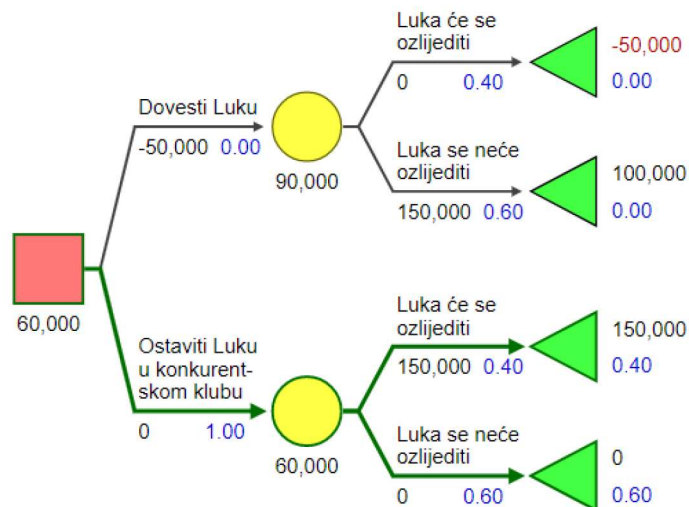 Luka će se
ozlijediti
0 0.40
-50,000
0.00
Dovesti Luku
-50,000 0.00
90,000
Luka se neće
ozlijediti
150,000 0.60
100,000
0.00
60,000
Ostaviti Luku
u konkurent-
skom klubu
0 1.00
60,000
Luka će se
ozlijediti
150,000 0.40
150,000
0.40
Luka se neće
ozlijediti
0 0.60
0
0.60